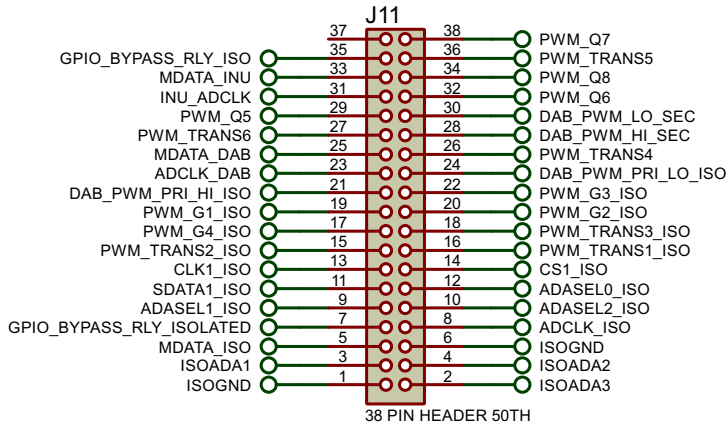 J11
37 38 PWM_Q7
GPIO_BYPASS_RLY_ISO 35 36 PWM_TRANS5
MDATA_INU 33 34 PWM_Q8
INU_ADCLK 31 32 PWM_Q6
PWM_Q5 29 30 DAB_PWM_LO_SEC
PWM_TRANS6 27 28 DAB_PWM_HI_SEC
MDATA_DAB 25 26 PWM_TRANS4
ADCLK_DAB 23 24 DAB_PWM_PRI_LO_ISO
DAB_PWM_PRI_HI_ISO 21 22 PWM_G3_ISO
PWM_G1_ISO 19 20 PWM_G2_ISO
PWM_G4_ISO 17 18 PWM_TRANS3_ISO
PWM_TRANS2_ISO 15 16 PWM_TRANS1_ISO
CLK1_ISO 13 14 CS1_ISO
SDATA1_ISO 11 12 ADASEL0_ISO
ADASEL1_ISO 9 10 ADASEL2_ISO
GPIO_BYPASS_RLY_ISOLATED 7 8 ADCLK_ISO
MDATA_ISO 5 6 ISOGND
ISOADA1 3 4 ISOADA2
ISOGND 1 2 ISOADA3
38 PIN HEADER 50TH